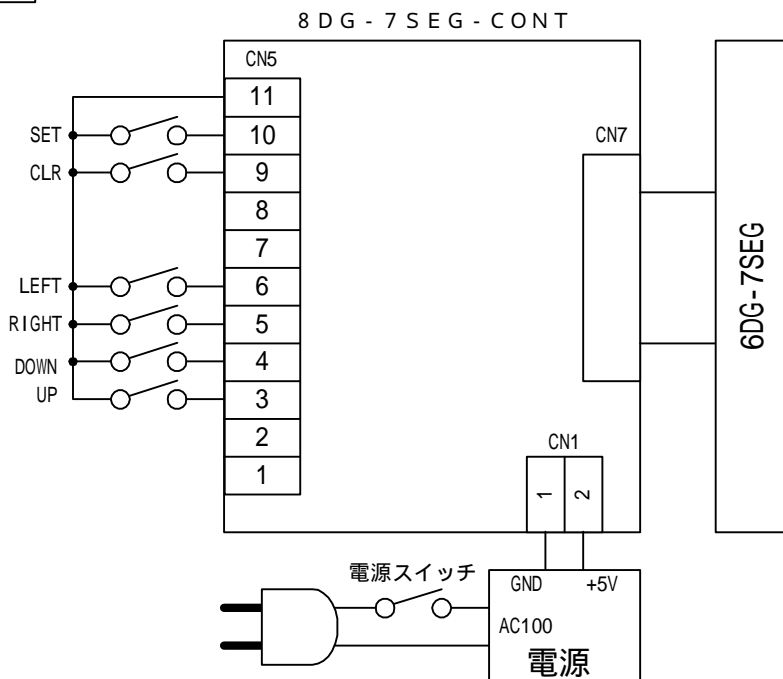 8DG-7SEG-CONT
CN5
11
SET 10
CLR 9
8
7
LEFT 6
RIGHT 5
DOWN 4
UP 3
2
1
CN7
6DG-7SEG
CN1
1 2
電源スイッチ
GND +5V
AC100
電源